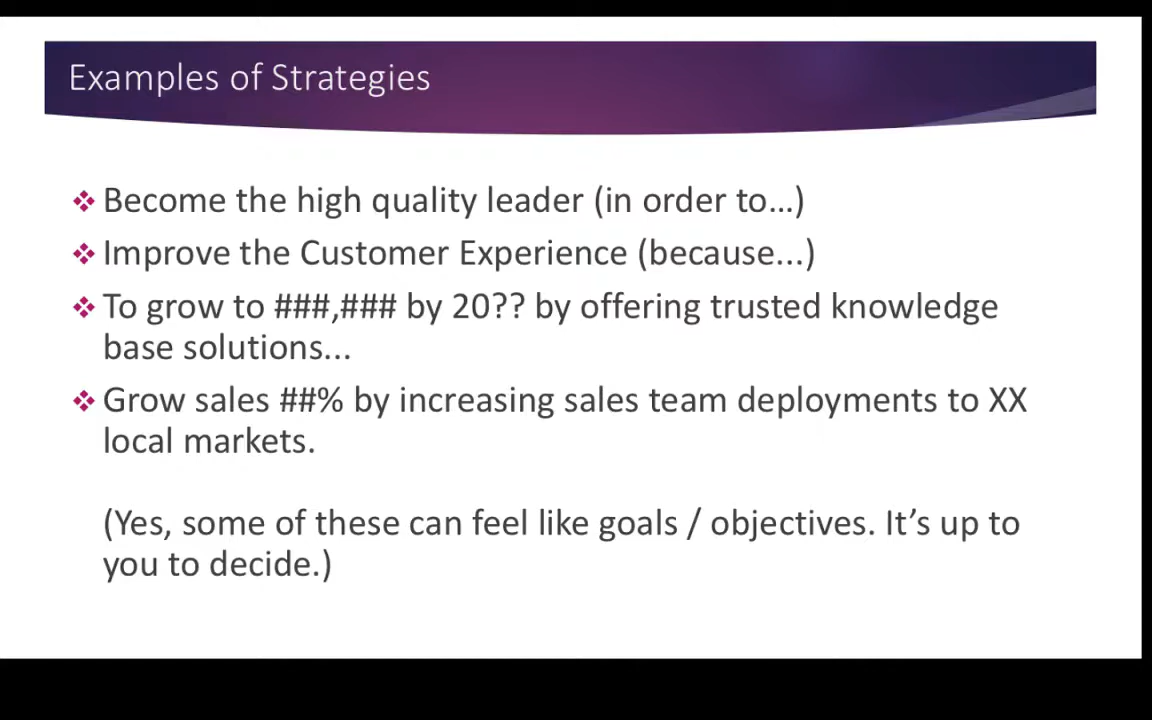 Examples of Strategies
Become the high quality leader (in order to...)
Improve the Customer Experience (because...)
To grow to ###,### by 20?? by offering trusted knowledge
base solutions...
Grow sales ##% by increasing sales team deployments to XX
local markets.
(Yes, some of these can feel like goals / objectives. It’s up to
you to decide.)